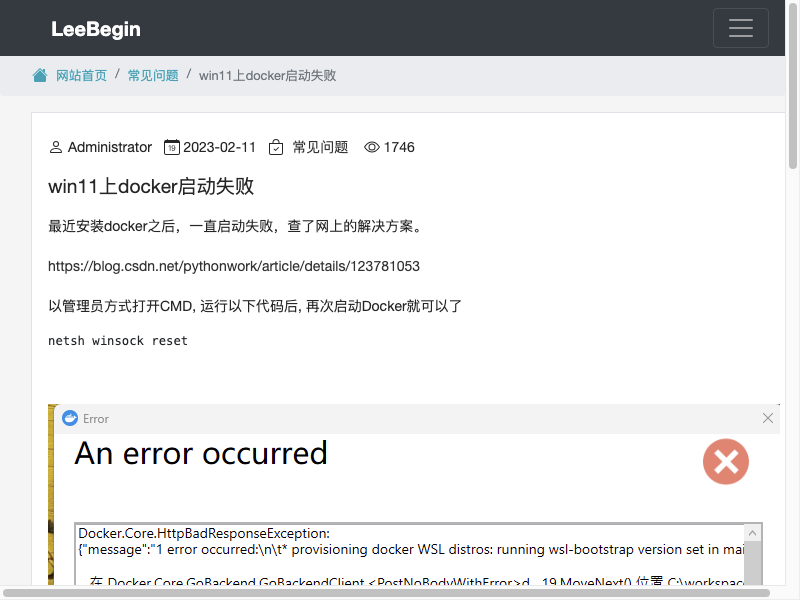 LeeBegin
网站首页 / 常见问题 / win11上docker启动失败
Administrator 19 2023-02-11 常见问题 1746
win11上docker启动失败
最近安装docker之后，一直启动失败，查了网上的解决方案。
https://blog.csdn.net/pythonwork/article/details/123781053
以管理员方式打开CMD, 运行以下代码后, 再次启动Docker就可以了
netsh winsock reset
Error
An error occurred
Docker.Core.HttpBadResponseException:
{"message":"1 error occurred:\n\t* provisioning docker WSL distros: running wsl-bootstrap version set in mai
在 Docker.Core.GoBackend.GoBackendClient.<PostNoBodyWithError>d__19.MoveNext() 位置 C:\workspace